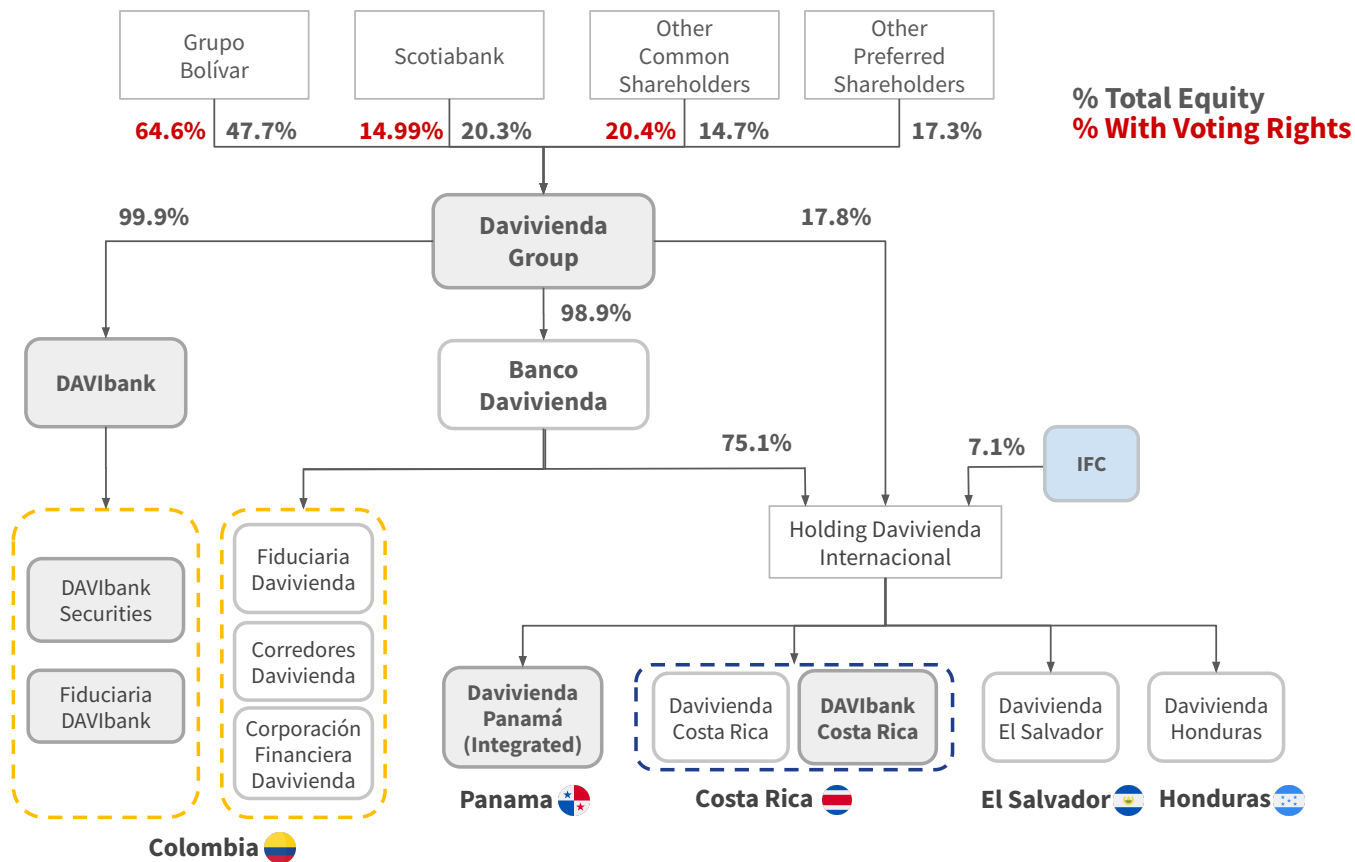 Grupo
Bolívar
Scotiabank
Other
Common
Shareholders
Other
Preferred
Shareholders
% Total Equity
% With Voting Rights
64.6% 47.7%
14.99% 20.3%
20.4% 14.7%
17.3%
99.9%
Davivienda
Group
17.8%
98.9%
DAVIbank
Banco
Davivienda
75.1%
7.1%
IFC
Holding Davivienda
Internacional
DAVIbank
Securities
Fiduciaria
DAVIbank
Fiduciaria
Davivienda
Corredores
Davivienda
Corporación
Financiera
Davivienda
Colombia
Davivienda
Panamá
(Integrated)
Panama
Davivienda
Costa Rica
DAVIbank
Costa Rica
Costa Rica
Davivienda
El Salvador
El Salvador
Davivienda
Honduras
Honduras